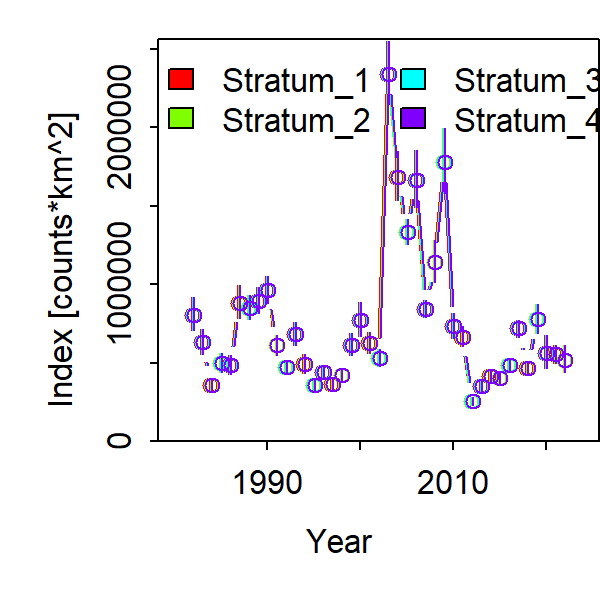 Stratum_1
Stratum_2
Stratum_3
Stratum_4
Index [counts*km^2]
0
1000000
2000000
1990
2010
Year